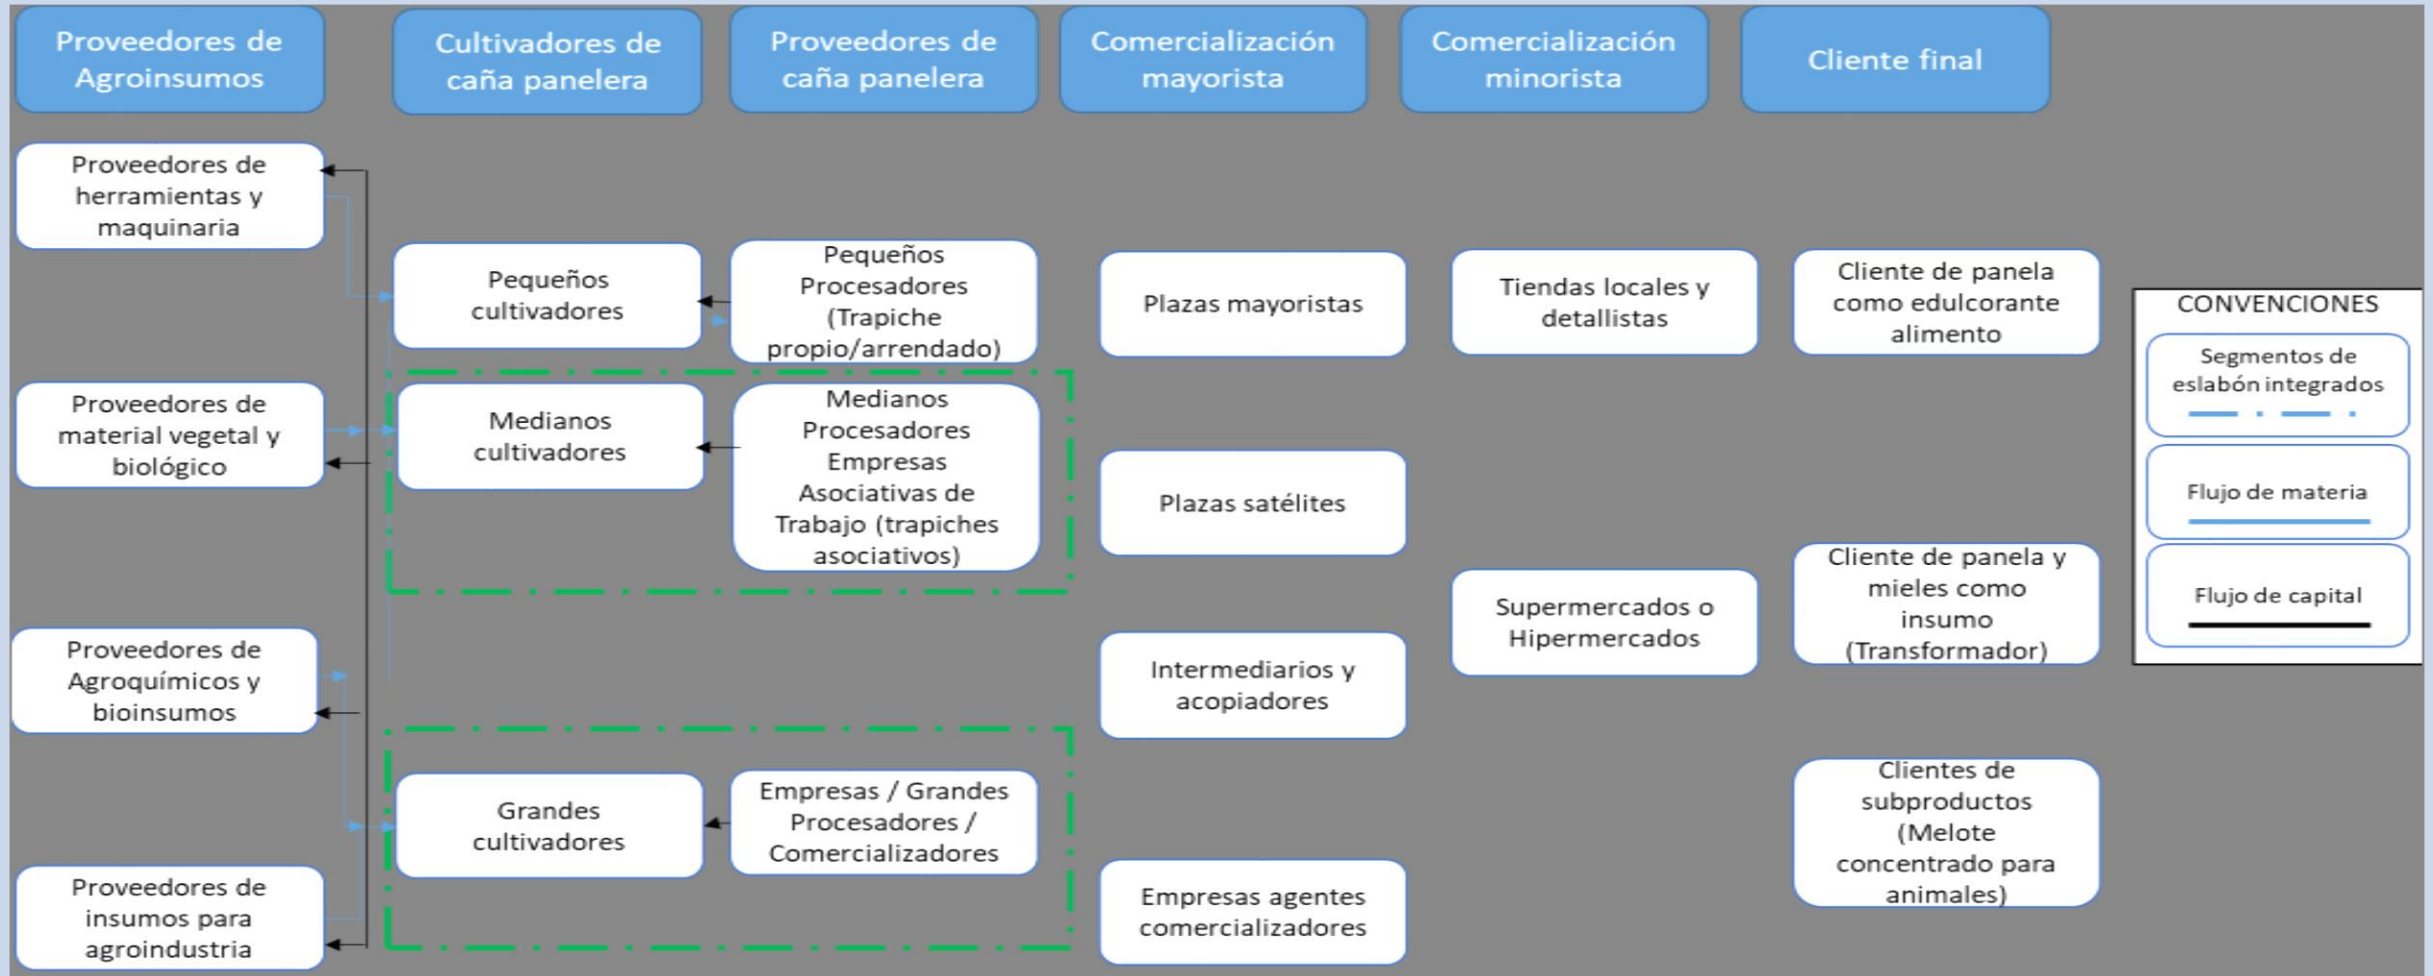 Proveedores de
Agroinsumos
Cultivadores de
caña panelera
Proveedores de
caña panelera
Comercialización
mayorista
Comercialización
minorista
Cliente final
Proveedores de
herramientas y
maquinaria
Proveedores de
material vegetal y
biológico
Proveedores de
Agroquímicos y
bioinsumos
Proveedores de
insumos para
agroindustria
Pequeños
cultivadores
Medianos
cultivadores
Grandes
cultivadores
Pequeños
Procesadores
(Trapiche
propio/arrendado)
Medianos
Procesadores
Empresas
Asociativas de
Trabajo (trapiches
asociativos)
Empresas / Grandes
Procesadores /
Comercializadores
Plazas mayoristas
Plazas satélites
Intermediarios y
acopiadores
Empresas agentes
comercializadores
Tiendas locales y
detallistas
Supermercados o
Hipermercados
Cliente de panela
como edulcorante
alimento
Cliente de panela y
mieles como
insumo
(Transformador)
Clientes de
subproductos
(Melote
concentrado para
animales)
CONVENCIONES
Segmentos de
eslabón integrados
Flujo de materia
Flujo de capital